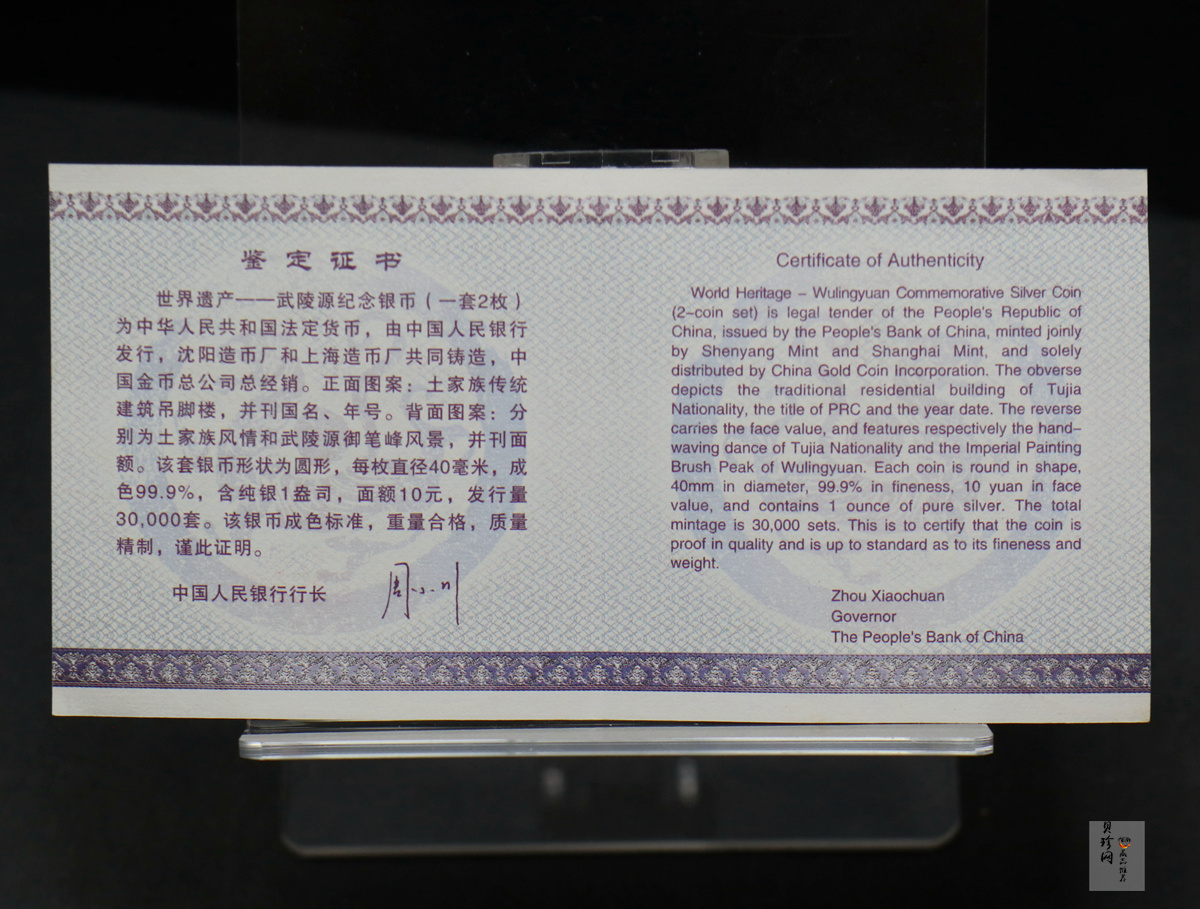 鉴定证书
世界遗产——武陵源纪念银币（一套2枚）
为中华人民共和国法定货币，由中国人民银行
发行，沈阳造币厂和上海造币厂共同铸造，中
国金币总公司总经销。正面图案：土家族传统
建筑吊脚楼，并刊国名、年号。背面图案：分
别为土家族风情和武陵源御笔峰风景，并刊面
额。该套银币形状为圆形，每枚直径40毫米，成
色99.9%，含纯银1盎司，面额10元，发行量
30,000套。该银币成色标准，重量合格，质量
精制，谨此证明。
中国人民银行行长
周小川
Certificate of Authenticity
World Heritage – Wulingyuan Commemorative Silver Coin
(2–coin set) is legal tender of the People's Republic of
China, issued by the People's Bank of China, minted joinly
by Shenyang Mint and Shanghai Mint, and solely
distributed by China Gold Coin Incorporation. The obverse
depicts the traditional residential building of Tujia
Nationality, the title of PRC and the year date. The reverse
carries the face value, and features respectively the hand–
waving dance of Tujia Nationality and the Imperial Painting
Brush Peak of Wulingyuan. Each coin is round in shape,
40mm in diameter, 99.9% in fineness, 10 yuan in face
value, and contains 1 ounce of pure silver. The total
mintage is 30,000 sets. This is to certify that the coin is
proof in quality and is up to standard as to its fineness and
weight.
Zhou Xiaochuan
Governor
The People's Bank of China
贝珍网